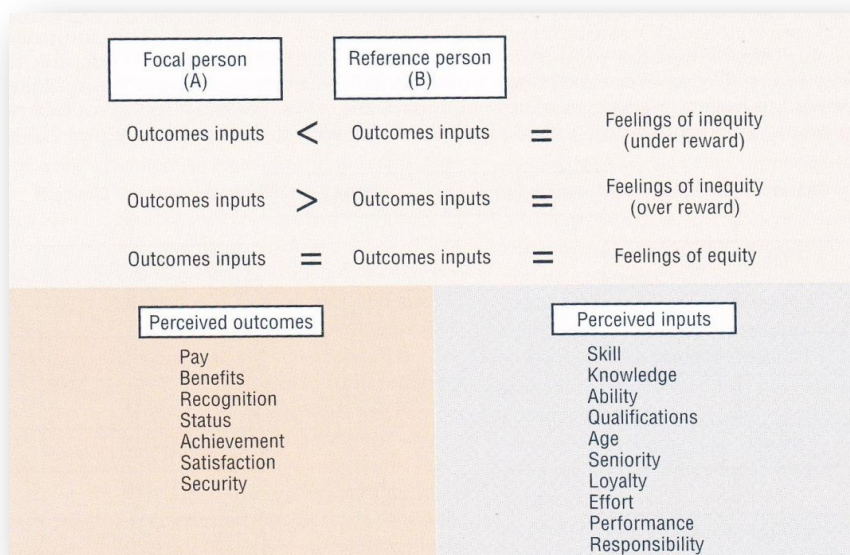 Focal person
(A)
Reference person
(B)
Outcomes inputs < Outcomes inputs = Feelings of inequity
(under reward)
Outcomes inputs > Outcomes inputs = Feelings of inequity
(over reward)
Outcomes inputs = Outcomes inputs = Feelings of equity
Perceived outcomes
Pay
Benefits
Recognition
Status
Achievement
Satisfaction
Security
Perceived inputs
Skill
Knowledge
Ability
Qualifications
Age
Seniority
Loyalty
Effort
Performance
Responsibility